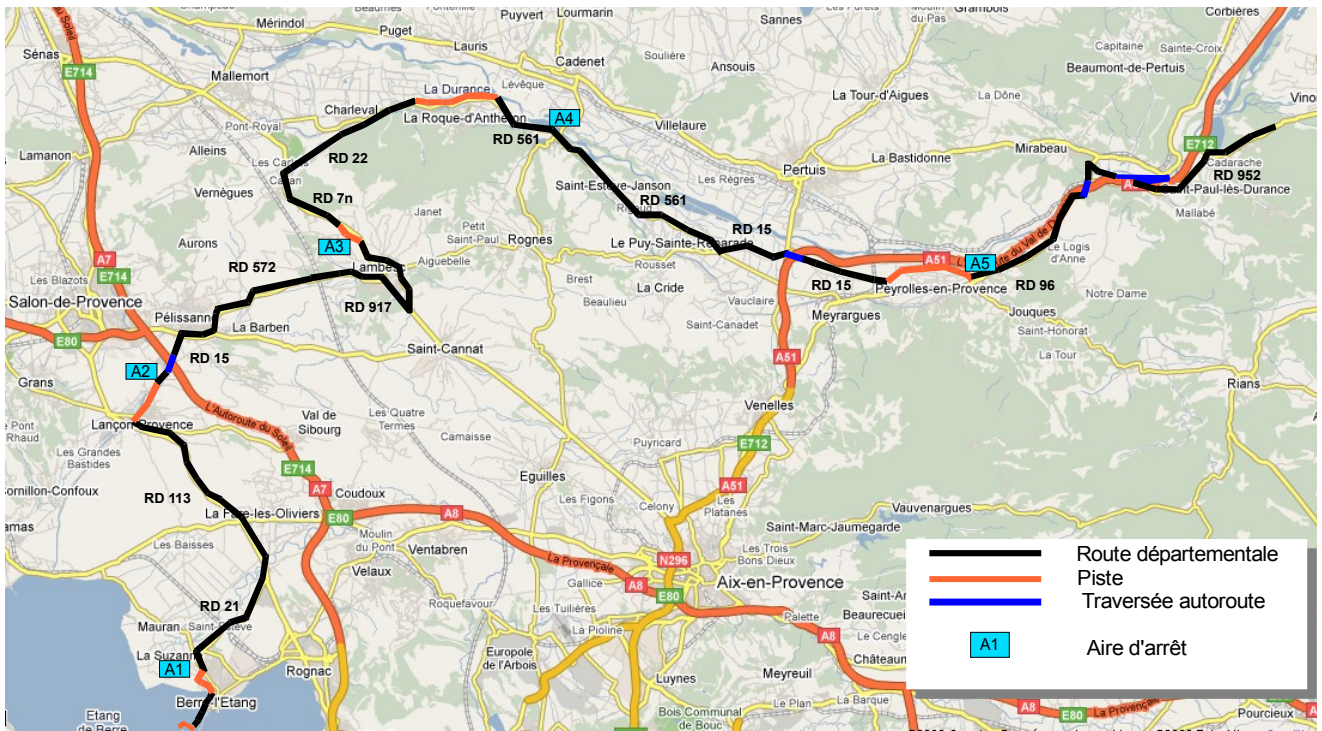 Mérindol
Puget
Puyvert
Lourmarin
Sannes
Grambois
Corbières
Sénas
E714
Mallemort
Lauris
Cadenet
Soulière
Ansouis
Capitaine
Sainte-Croix
Beaumont-de-Pertuis
La Durance
Lévêque
Charleval
La Roque-d'Anthéron
A4
La Tour-d'Aigues
La Dône
Vinon
Pont-Royal
RD 561
Villelaure
E712
Lamanon
Alleins
RD 22
Pertuis
La Bastidonne
Mirabeau
Cadarache
RD 952
Les Blazots
Vernègues
Saint-Estève-Janson
Les Régres
Saint-Paul-lès-Durance
Mallabé
RD 7n
Janet
RD 561
Petit
Saint-Paul
Rognes
RD 15
Le Puy-Sainte-Réparade
Aurons
A3
A7
E714
RD 572
Lambesc
Aiguebelle
Rousset
A51
A5
Le Logis
d'Anne
Salon-de-Provence
Pélissanne
La Barben
RD 917
Brest
Beaulieu
La Cride
Vauclaire
RD 15
Peyrolles-en-Provence
RD 96
Notre Dame
Meyrargues
Jouques
Saint-Honorat
Saint-Canadet
E80
RD 15
Saint-Cannat
A51
La Tour
Grans
A2
Rians
Lançon-Provence
L'Autoroute du Soleil
Val de
Sibourg
Les Quatre
Termes
Venelles
Camaisse
Puyricard
E712
Les Grandes
Bastides
E714
Eguilles
RD 113
A7
Coudoux
Les Figons
A51
Celony
Les
Platanes
Vauvenargues
La Fare-les-Oliviers
E80
A8
Saint-Marc-Jaumegarde
Les Baisses
Moulin
du Pont
Ventabren
La Provençale
N296
Les Trois
Bons Dieux
Velaux
Gallice
A8
Aix-en-Provence
E80
RD 21
Roquefavour
Les Tuilières
Palette
Beaurecueil
Mauran
La Pioline
A8
A1
Rognac
Europole
de l'Arbois
Luynes
Meyreuil
Berre-l'Etang
Etang
de Berre
Bois Communal
de Bouc
Le Plan
La Barque
A8
E80
La Provençale
Pourcieux
Route départementale
Piste
Traversée autoroute
A1
Aire d'arrêt